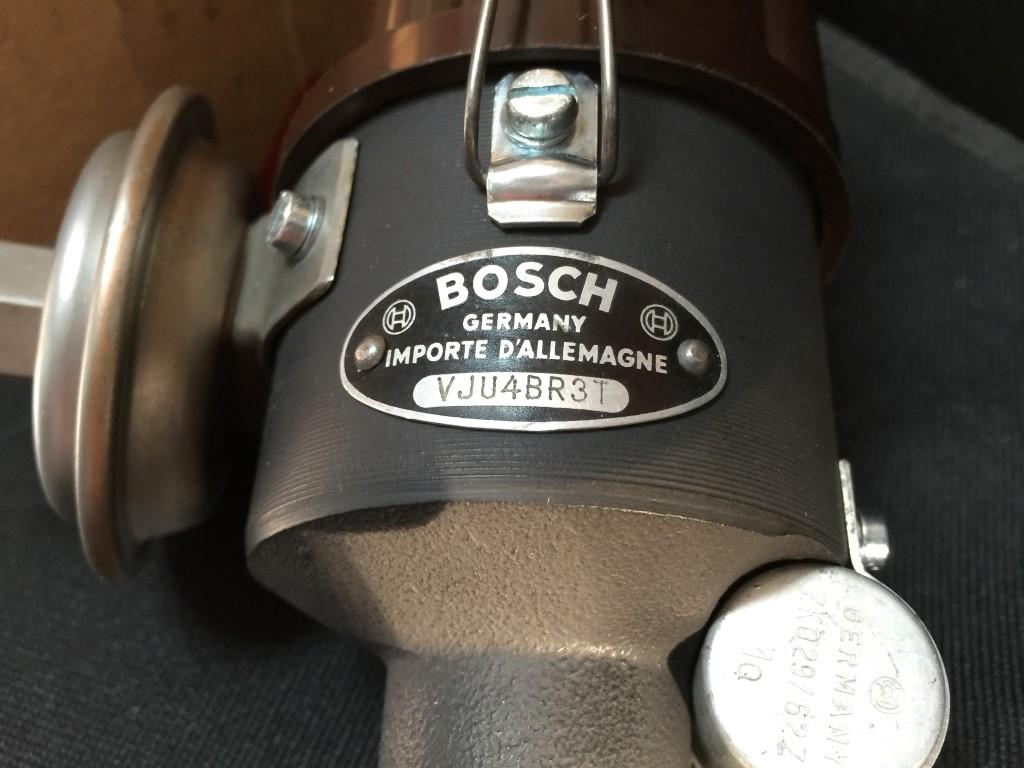 BOSCH
GERMANY
IMPORTE D'ALLEMAGNE
VJU4BR3T
GERMANY
1Q